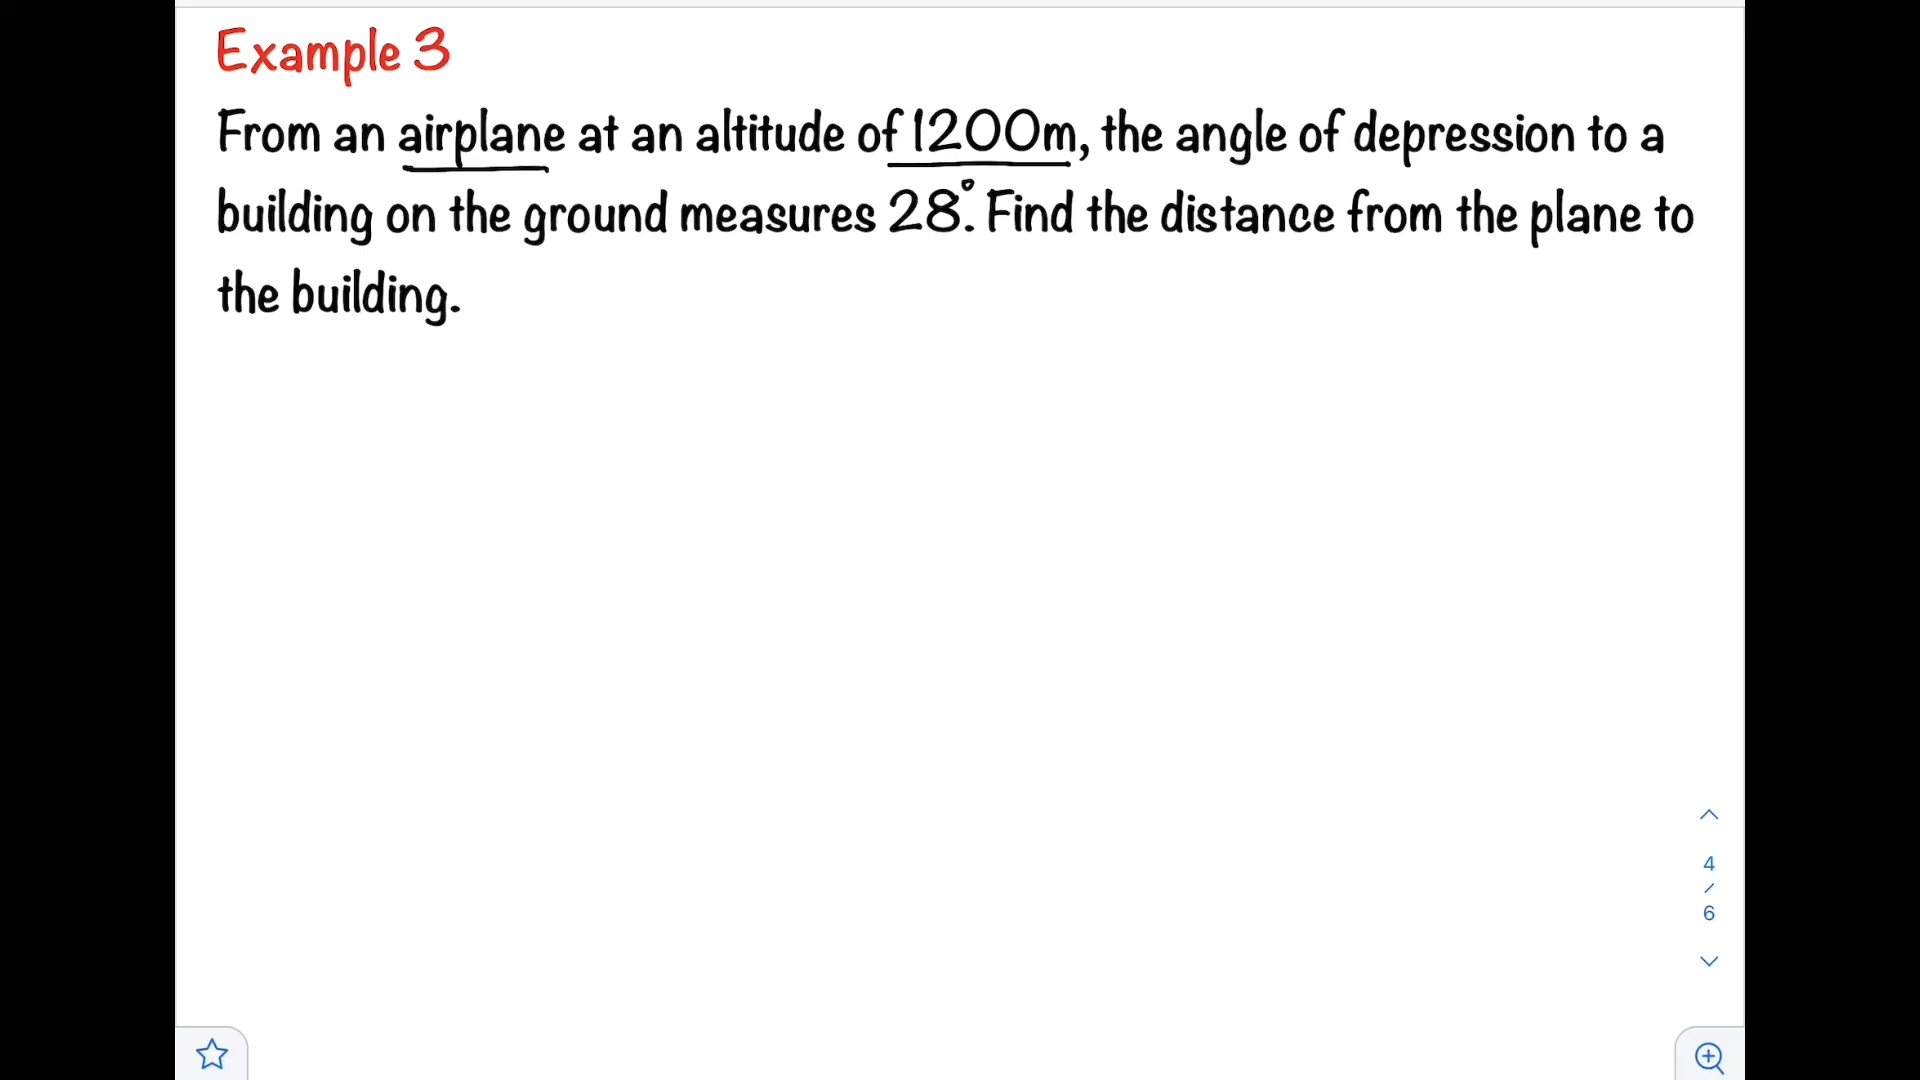 Example 3
From an airplane at an altitude of 1200m, the angle of depression to a
building on the ground measures 28°. Find the distance from the plane to
the building.
4
/
6